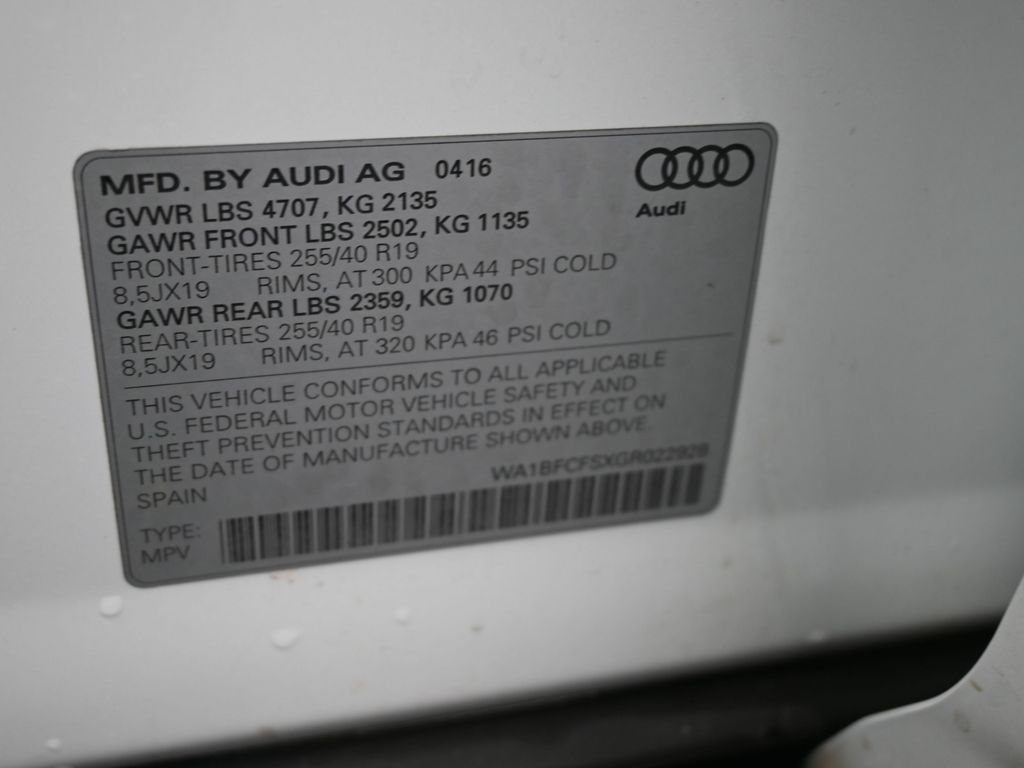 MFD. BY AUDI AG 0416
Audi
GVWR LBS 4707, KG 2135
GAWR FRONT LBS 2502, KG 1135
FRONT-TIRES 255/40 R19
8,5JX19 RIMS, AT 300 KPA 44 PSI COLD
GAWR REAR LBS 2359, KG 1070
REAR-TIRES 255/40 R19
8,5JX19 RIMS, AT 320 KPA 46 PSI COLD
THIS VEHICLE CONFORMS TO ALL APPLICABLE
U.S. FEDERAL MOTOR VEHICLE SAFETY AND
THEFT PREVENTION STANDARDS IN EFFECT ON
THE DATE OF MANUFACTURE SHOWN ABOVE.
SPAIN WA1BFCFSXGR022928
TYPE:
MPV